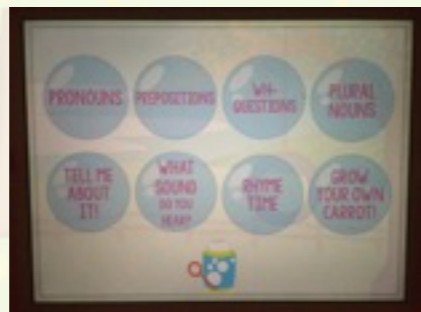 PRONOUNS
PREPOSITIONS
WH-
QUESTIONS
PLURAL
NOUNS
TELL ME
ABOUT
IT!
WHAT
SOUND
DO YOU
HEAR?
RHYME
TIME
GROW
YOUR OWN
CARROT!